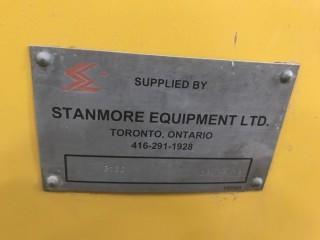 SUPPLIED BY
STANMORE EQUIPMENT LTD.
TORONTO, ONTARIO
416-291-1928